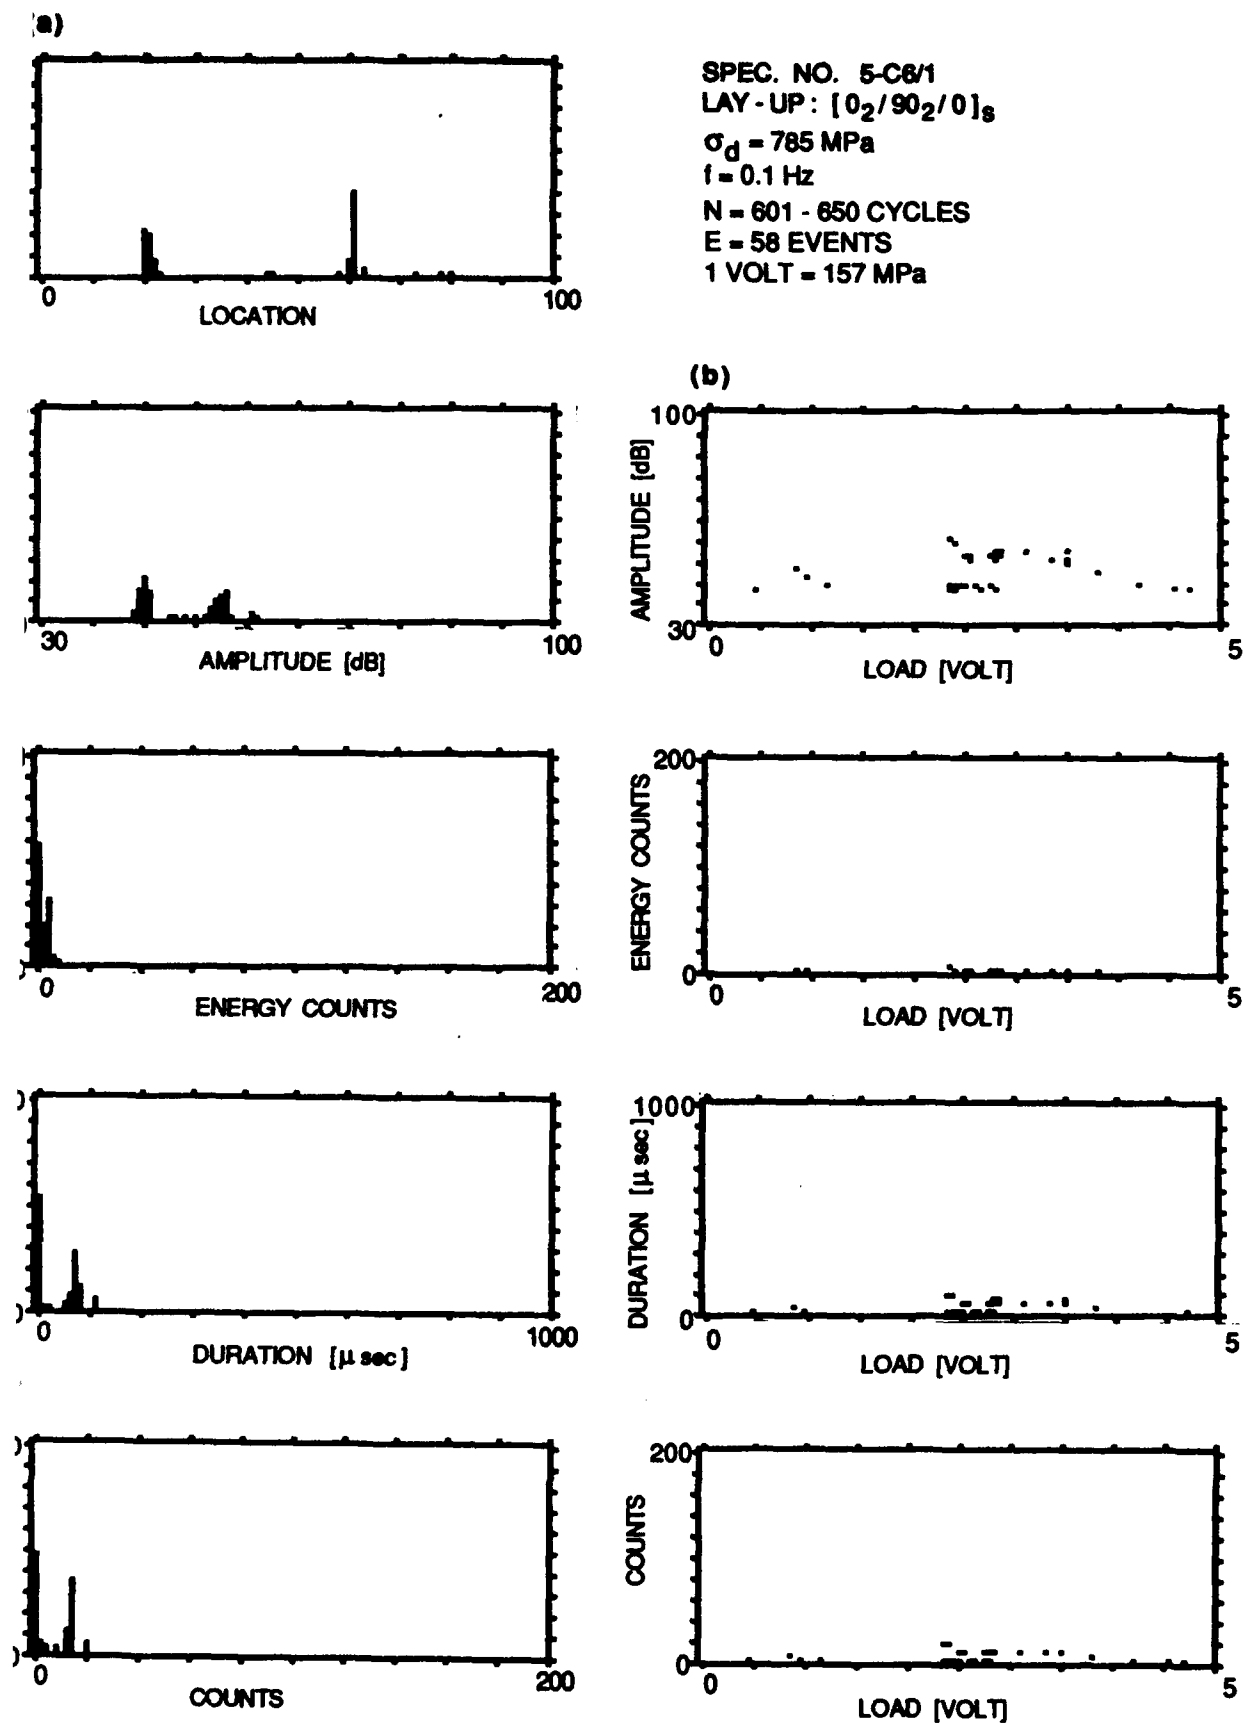 (a)
SPEC. NO. 5-C6/1
LAY-UP: [0₂/90₂/0]s
σd = 785 MPa
f = 0.1 Hz
N = 601 - 650 CYCLES
E = 58 EVENTS
1 VOLT = 157 MPa
0 100
LOCATION
30 100
AMPLITUDE [dB]
0 200
ENERGY COUNTS
0 1000
DURATION [μ sec]
0 200
COUNTS
(b)
100
AMPLITUDE [dB]
30
0 5
LOAD [VOLT]
200
ENERGY COUNTS
0
0 5
LOAD [VOLT]
1000
DURATION [μ sec]
0
0 5
LOAD [VOLT]
200
COUNTS
0
0 5
LOAD [VOLT]